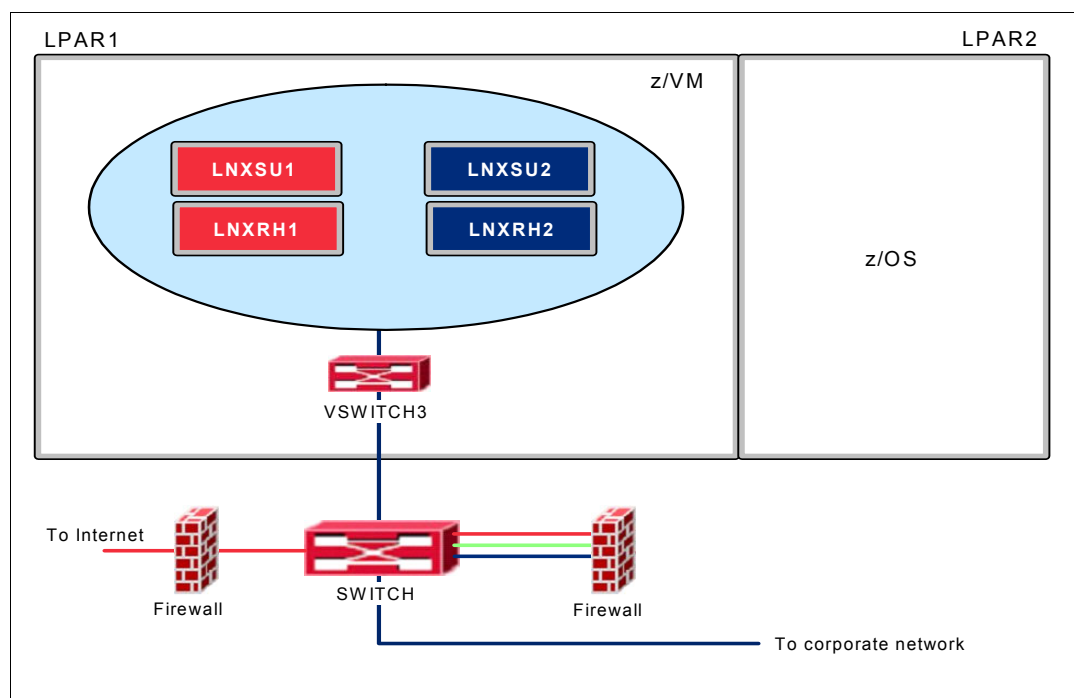 LPAR1
LPAR2
z/VM
LNXSU1
LNXSU2
LNXRH1
LNXRH2
z/OS
VSWITCH3
To Internet
Firewall
SWITCH
Firewall
To corporate network